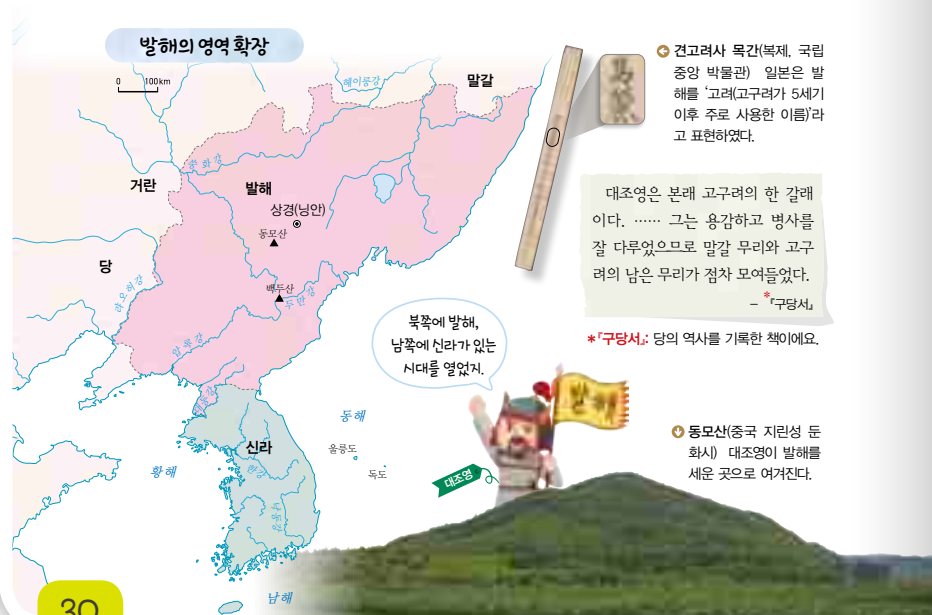 발해의 영역 확장
0 100km
헤이룽강
말갈
쑹화강
거란
발해
상경(닝안)
동모산
당
랴오허강
백두산
두만강
압록강
대동강
신라
한강
낙동강
동해
울릉도
독도
황해
남해
견고려사 목간(복제, 국립
중앙 박물관) 일본은 발
해를 ‘고려(고구려가 5세기
이후 주로 사용한 이름)’라
고 표현하였다.
대조영은 본래 고구려의 한 갈래
이다. …… 그는 용감하고 병사를
잘 다루었으므로 말갈 무리와 고구
려의 남은 무리가 점차 모여들었다.
- *『구당서』
*『구당서』: 당의 역사를 기록한 책이에요.
북쪽에 발해,
남쪽에 신라가 있는
시대를 열었지.
발해
대조영
동모산(중국 지린성 둔
화시) 대조영이 발해를
세운 곳으로 여겨진다.
30